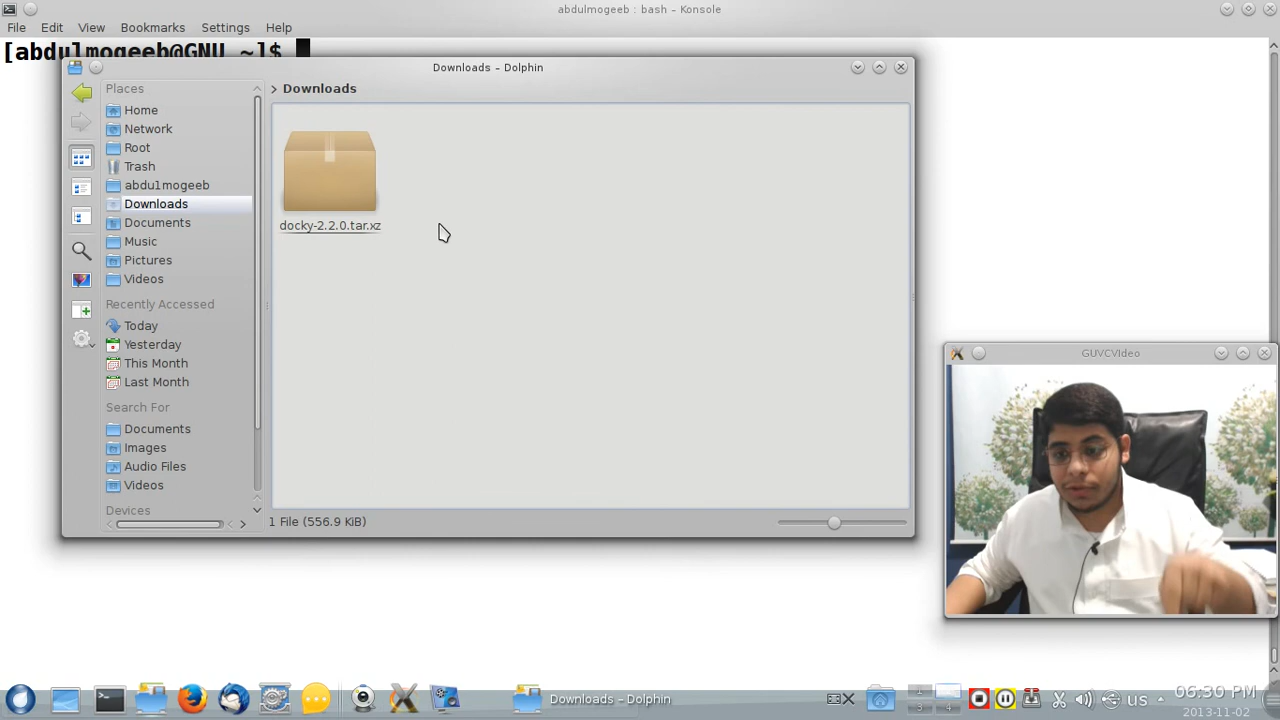 abdulmogeeb : bash – Konsole
File Edit View Bookmarks Settings Help
[abdulmogeeb@GNU ~]$
Downloads – Dolphin
Places
Home
Network
Root
Trash
abdulmogeeb
Downloads
Documents
Music
Pictures
Videos
Recently Accessed
Today
Yesterday
This Month
Last Month
Search For
Documents
Images
Audio Files
Videos
Devices
> Downloads
docky-2.2.0.tar.xz
1 File (556.9 KiB)
GUVCVIdeo
Downloads – Dolphin
1
3 4
us
06:30 PM
2013-11-02